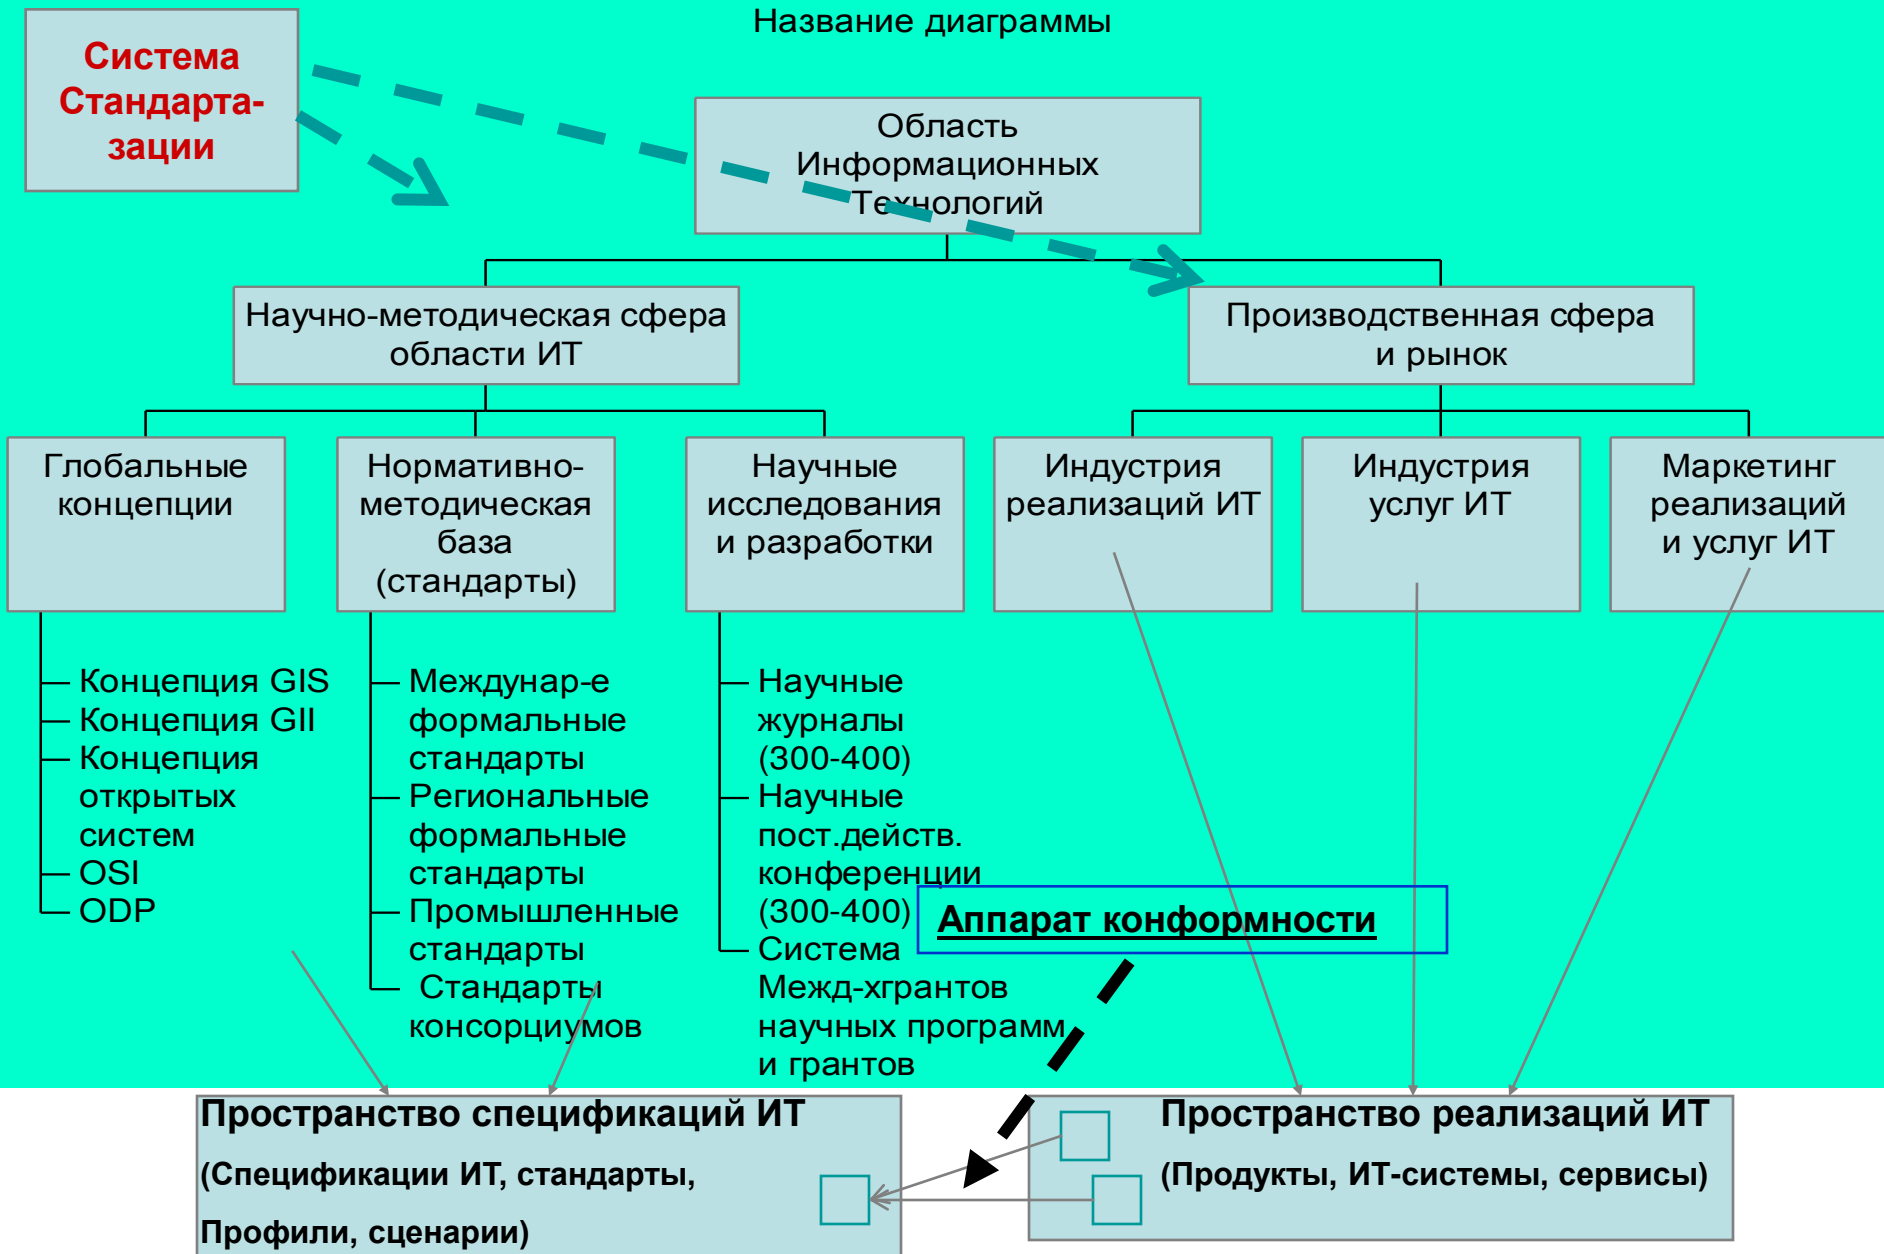 Название диаграммы
Система
Стандарта-
зации
Область
Информационных
Технологий
Научно-методическая сфера
области ИТ
Производственная сфера
и рынок
Глобальные
концепции
Нормативно-
методическая
база
(стандарты)
Научные
исследования
и разработки
Индустрия
реализаций ИТ
Индустрия
услуг ИТ
Маркетинг
реализаций
и услуг ИТ
Концепция GIS
Концепция GII
Концепция
открытых
систем
OSI
ODP
Междунар-е
формальные
стандарты
Региональные
формальные
стандарты
Промышленные
стандарты
Стандарты
консорциумов
Научные
журналы
(300-400)
Научные
пост.действ.
конференции
(300-400)
Система
Межд-хгрантов
научных программ
и грантов
Аппарат конформности
Пространство спецификаций ИТ
(Спецификации ИТ, стандарты,
Профили, сценарии)
Пространство реализаций ИТ
(Продукты, ИТ-системы, сервисы)